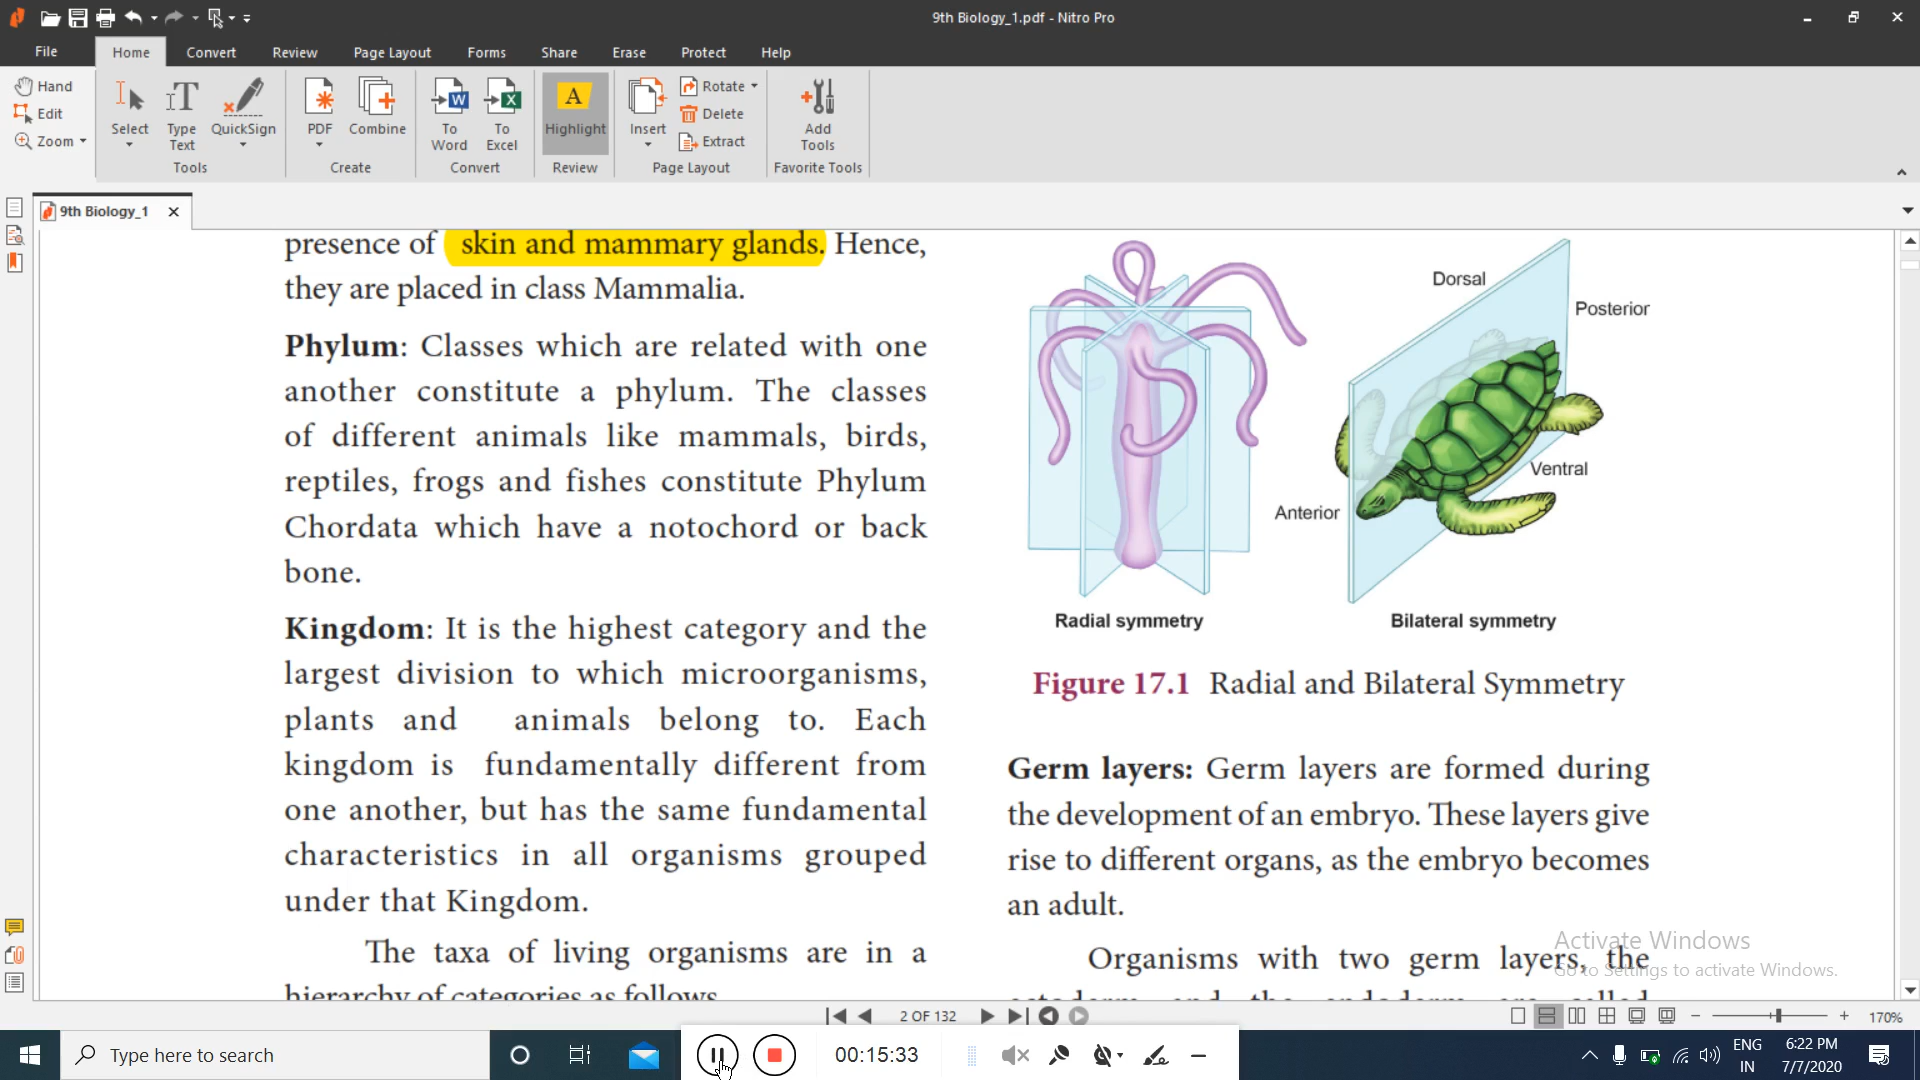 9th Biology_1.pdf - Nitro Pro
File Home Convert Review Page Layout Forms Share Erase Protect Help
Hand
Edit
Zoom
Select
Type Text
QuickSign
Tools
PDF
Combine
Create
To Word
To Excel
Convert
A
Highlight
Review
Insert
Rotate
Delete
Extract
Page Layout
Add Tools
Favorite Tools
9th Biology_1
presence of skin and mammary glands. Hence,
they are placed in class Mammalia.
Phylum: Classes which are related with one
another constitute a phylum. The classes
of different animals like mammals, birds,
reptiles, frogs and fishes constitute Phylum
Chordata which have a notochord or back
bone.
Kingdom: It is the highest category and the
largest division to which microorganisms,
plants and animals belong to. Each
kingdom is fundamentally different from
one another, but has the same fundamental
characteristics in all organisms grouped
under that Kingdom.
The taxa of living organisms are in a
hierarchy of categories as follows
Dorsal
Posterior
Ventral
Anterior
Radial symmetry
Bilateral symmetry
Figure 17.1 Radial and Bilateral Symmetry
Germ layers: Germ layers are formed during
the development of an embryo. These layers give
rise to different organs, as the embryo becomes
an adult.
Organisms with two germ layers, the
ectoderm and the endoderm are called
Activate Windows
Go to Settings to activate Windows.
2 OF 132
170%
Type here to search
00:15:33
ENG
IN
6:22 PM
7/7/2020